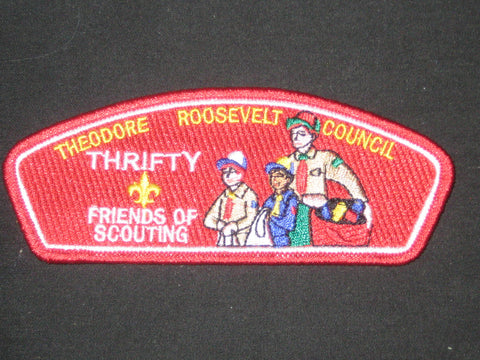 THEODORE ROOSEVELT COUNCIL
THRIFTY
FRIENDS OF
SCOUTING